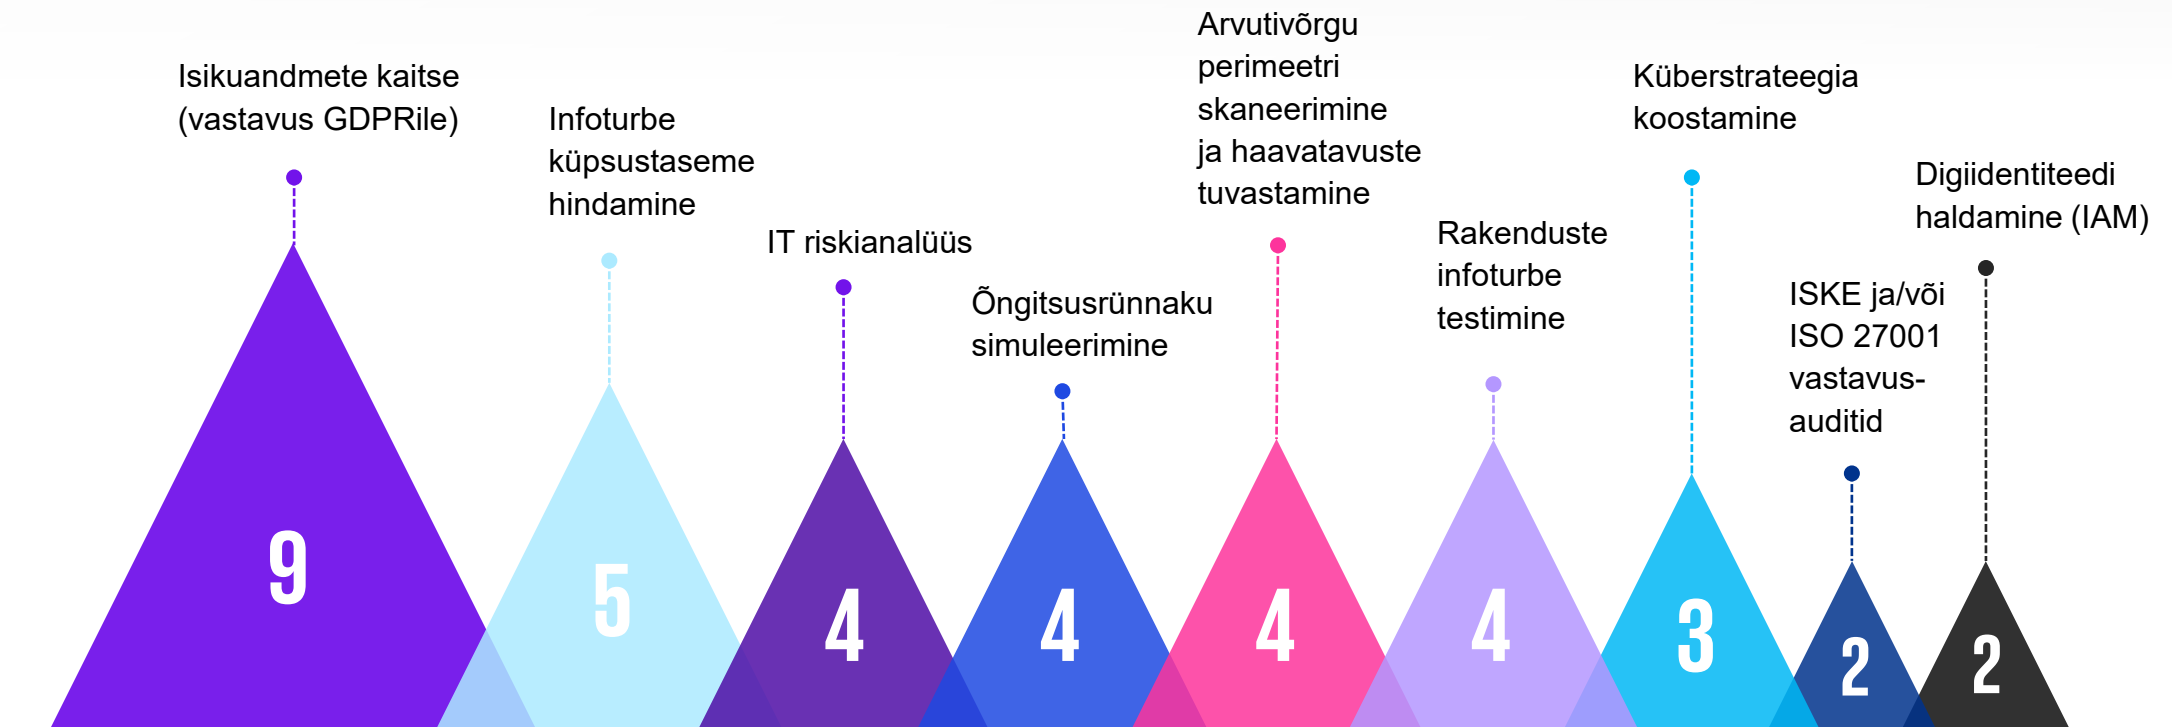 Isikuandmete kaitse
(vastavus GDPRile)
9
Infoturbe
küpsustaseme
hindamine
5
IT riskianalüüs
4
Õngitsusrünnaku
simuleerimine
4
Arvutivõrgu
perimeetri
skaneerimine
ja haavatavuste
tuvastamine
4
Rakenduste
infoturbe
testimine
4
Küberstrateegia
koostamine
3
ISKE ja/või
ISO 27001
vastavus-
auditid
2
Digiidentiteedi
haldamine (IAM)
2